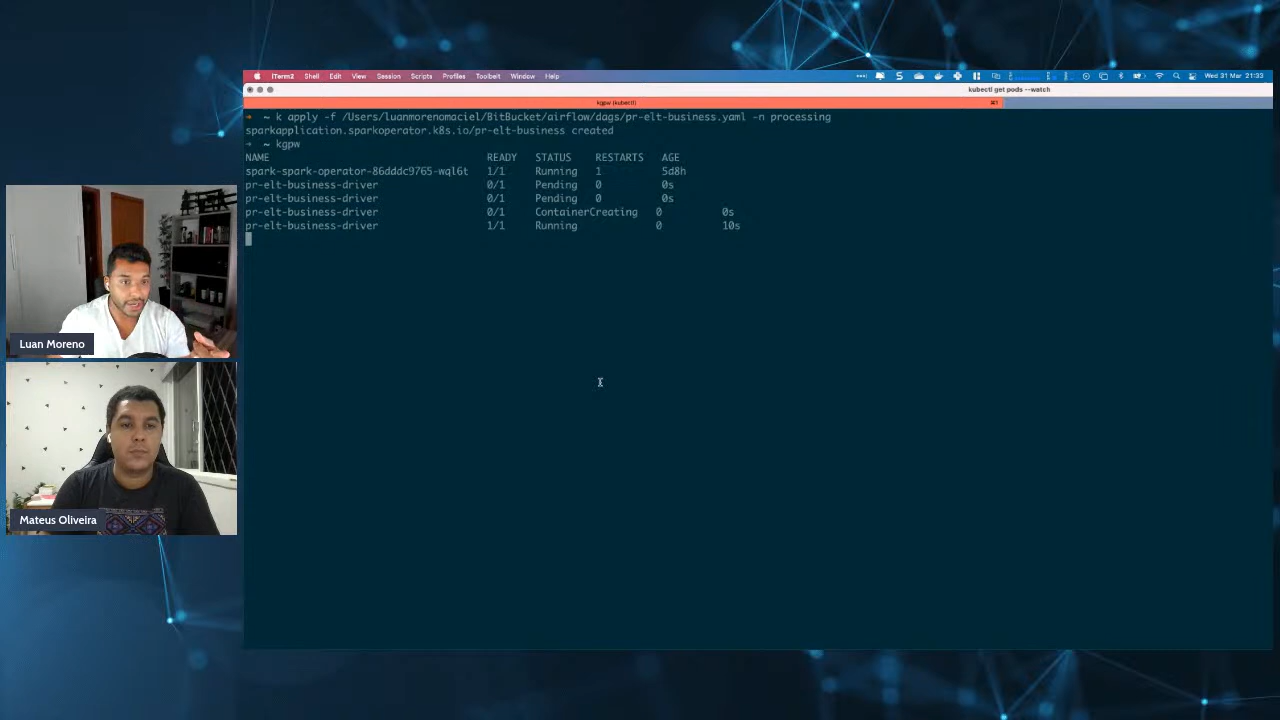 iTerm2 Shell Edit View Session Scripts Profiles Toolbelt Window Help
Wed 31 Mar 21:33
kubectl get pods --watch
kgpw (kubectl)
⌘1
~ k apply -f /Users/luanmorenomaciel/BitBucket/airflow/dags/pr-elt-business.yaml -n processing
sparkapplication.sparkoperator.k8s.io/pr-elt-business created
~ kgpw
NAME READY STATUS RESTARTS AGE
spark-spark-operator-86dddc9765-wql6t 1/1 Running 1 5d8h
pr-elt-business-driver 0/1 Pending 0 0s
pr-elt-business-driver 0/1 Pending 0 0s
pr-elt-business-driver 0/1 ContainerCreating 0 0s
pr-elt-business-driver 1/1 Running 0 10s
Luan Moreno
Mateus Oliveira